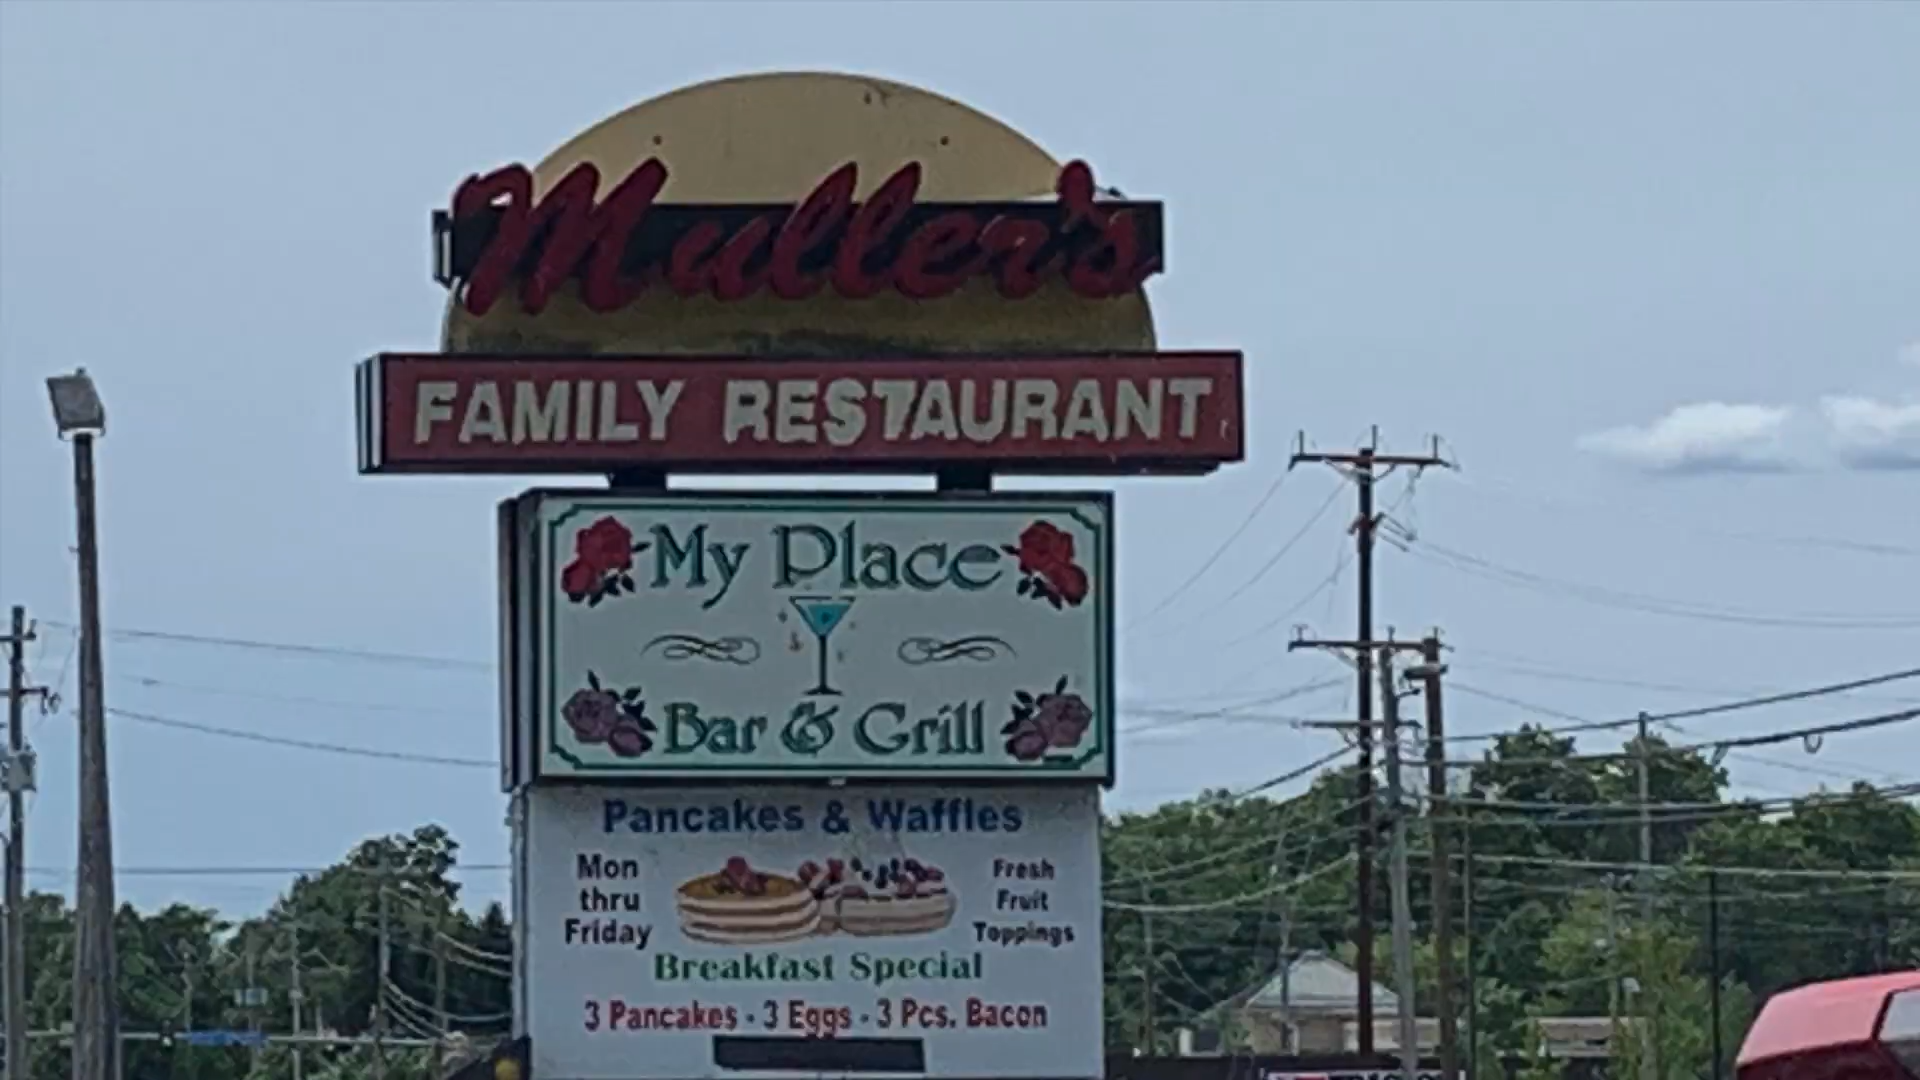 Muller's
FAMILY RESTAURANT
My Place
Bar & Grill
Pancakes & Waffles
Mon
thru
Friday
Fresh
Fruit
Toppings
Breakfast Special
3 Pancakes - 3 Eggs - 3 Pcs. Bacon